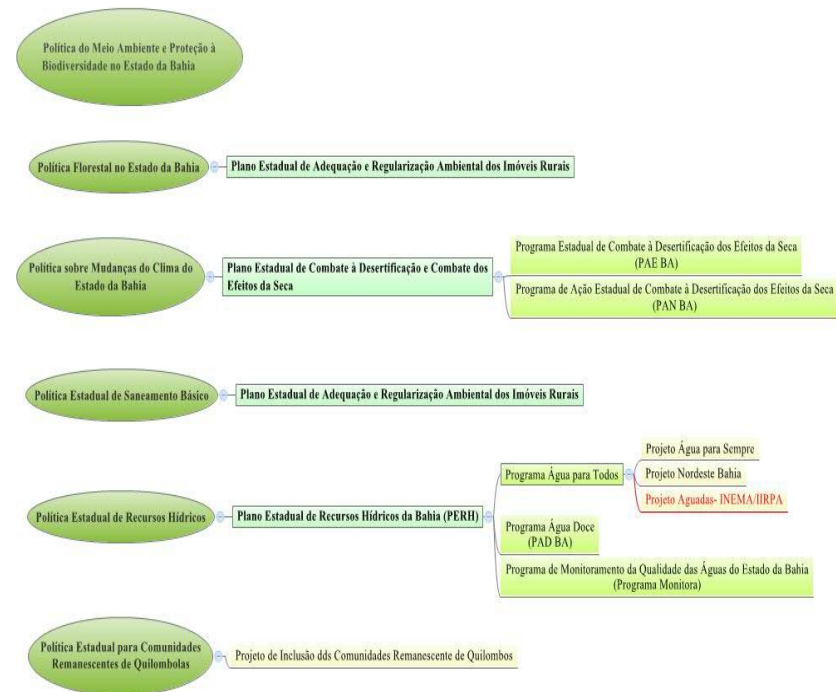 Política do Meio Ambiente e Proteção à
Biodiversidade no Estado da Bahia
Política Florestal no Estado da Bahia
Plano Estadual de Adequação e Regularização Ambiental dos Imóveis Rurais
Política sobre Mudanças do Clima do
Estado da Bahia
Plano Estadual de Combate à Desertificação e Combate dos
Efeitos da Seca
Programa Estadual de Combate à Desertificação dos Efeitos da Seca
(PAE BA)
Programa de Ação Estadual de Combate à Desertificação dos Efeitos da Seca
(PAN BA)
Política Estadual de Saneamento Básico
Plano Estadual de Adequação e Regularização Ambiental dos Imóveis Rurais
Política Estadual de Recursos Hídricos
Plano Estadual de Recursos Hídricos da Bahia (PERH)
Programa Água para Todos
Projeto Água para Sempre
Projeto Nordeste Bahia
Projeto Aguadas- INEMA/IIRPA
Programa Água Doce
(PAD BA)
Programa de Monitoramento da Qualidade das Águas do Estado da Bahia
(Programa Monitora)
Política Estadual para Comunidades
Remanescentes de Quilombolas
Projeto de Inclusão dds Comunidades Remanescente de Quilombos